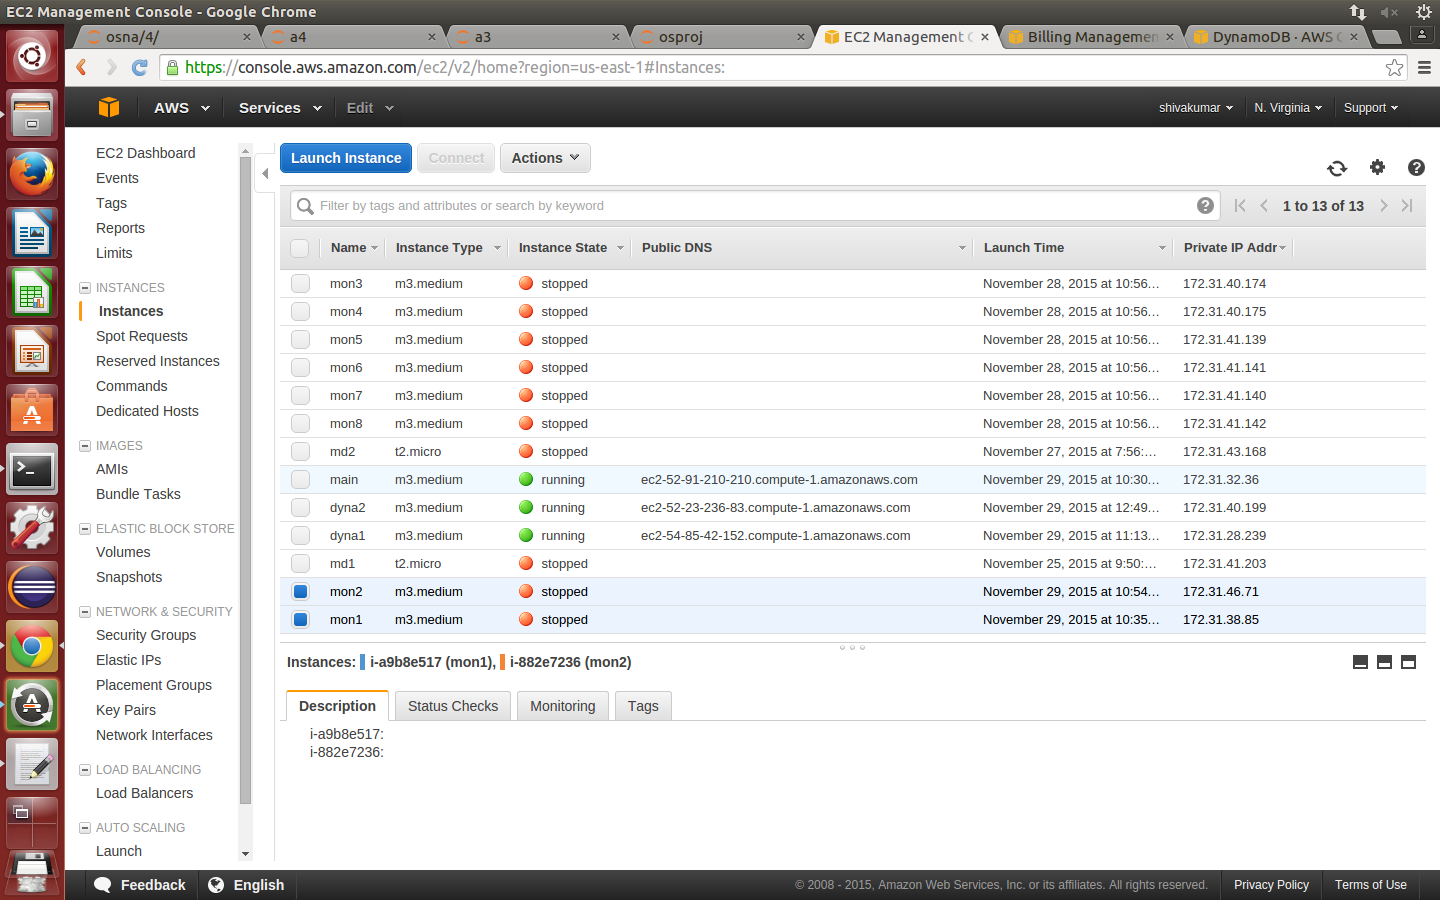 EC2 Management Console - Google Chrome
osna/4/
a4
a3
osproj
EC2 Management C
Billing Managemen
DynamoDB · AWS C
https://console.aws.amazon.com/ec2/v2/home?region=us-east-1#Instances:
AWS Services Edit
shivakumar N. Virginia Support
EC2 Dashboard
Events
Tags
Reports
Limits
INSTANCES
Instances
Spot Requests
Reserved Instances
Commands
Dedicated Hosts
IMAGES
AMIs
Bundle Tasks
ELASTIC BLOCK STORE
Volumes
Snapshots
NETWORK & SECURITY
Security Groups
Elastic IPs
Placement Groups
Key Pairs
Network Interfaces
LOAD BALANCING
Load Balancers
AUTO SCALING
Launch
Launch Instance Connect Actions
Filter by tags and attributes or search by keyword
1 to 13 of 13
Name Instance Type Instance State Public DNS Launch Time Private IP Addr
mon3 m3.medium stopped November 28, 2015 at 10:56... 172.31.40.174
mon4 m3.medium stopped November 28, 2015 at 10:56... 172.31.40.175
mon5 m3.medium stopped November 28, 2015 at 10:56... 172.31.41.139
mon6 m3.medium stopped November 28, 2015 at 10:56... 172.31.41.141
mon7 m3.medium stopped November 28, 2015 at 10:56... 172.31.41.140
mon8 m3.medium stopped November 28, 2015 at 10:56... 172.31.41.142
md2 t2.micro stopped November 27, 2015 at 7:56:... 172.31.43.168
main m3.medium running ec2-52-91-210-210.compute-1.amazonaws.com November 29, 2015 at 10:30... 172.31.32.36
dyna2 m3.medium running ec2-52-23-236-83.compute-1.amazonaws.com November 29, 2015 at 12:49... 172.31.40.199
dyna1 m3.medium running ec2-54-85-42-152.compute-1.amazonaws.com November 29, 2015 at 11:13... 172.31.28.239
md1 t2.micro stopped November 25, 2015 at 9:50:... 172.31.41.203
mon2 m3.medium stopped November 29, 2015 at 10:54... 172.31.46.71
mon1 m3.medium stopped November 29, 2015 at 10:35... 172.31.38.85
Instances: i-a9b8e517 (mon1), i-882e7236 (mon2)
Description Status Checks Monitoring Tags
i-a9b8e517:
i-882e7236:
Feedback English
© 2008 - 2015, Amazon Web Services, Inc. or its affiliates. All rights reserved. Privacy Policy Terms of Use